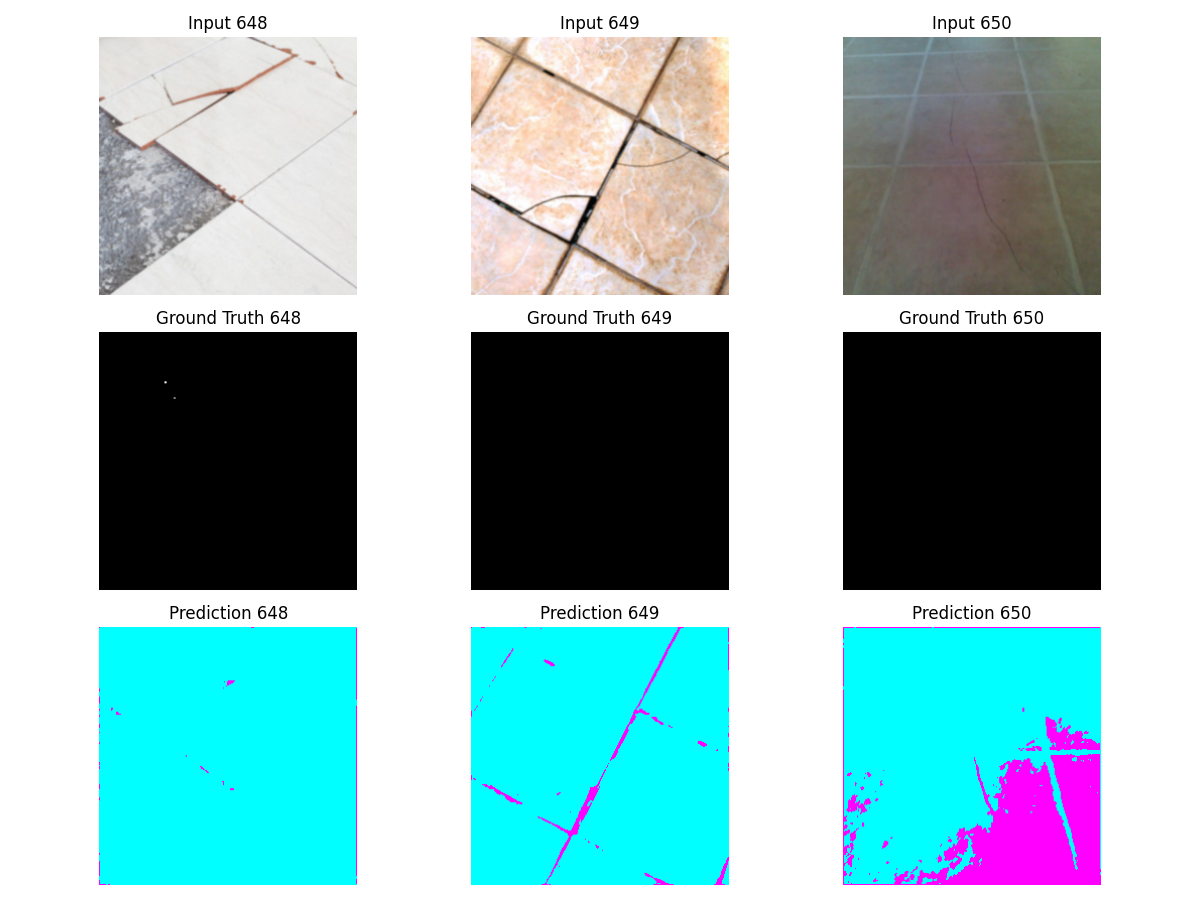 Input 648
Input 649
Input 650
Ground Truth 648
Ground Truth 649
Ground Truth 650
Prediction 648
Prediction 649
Prediction 650